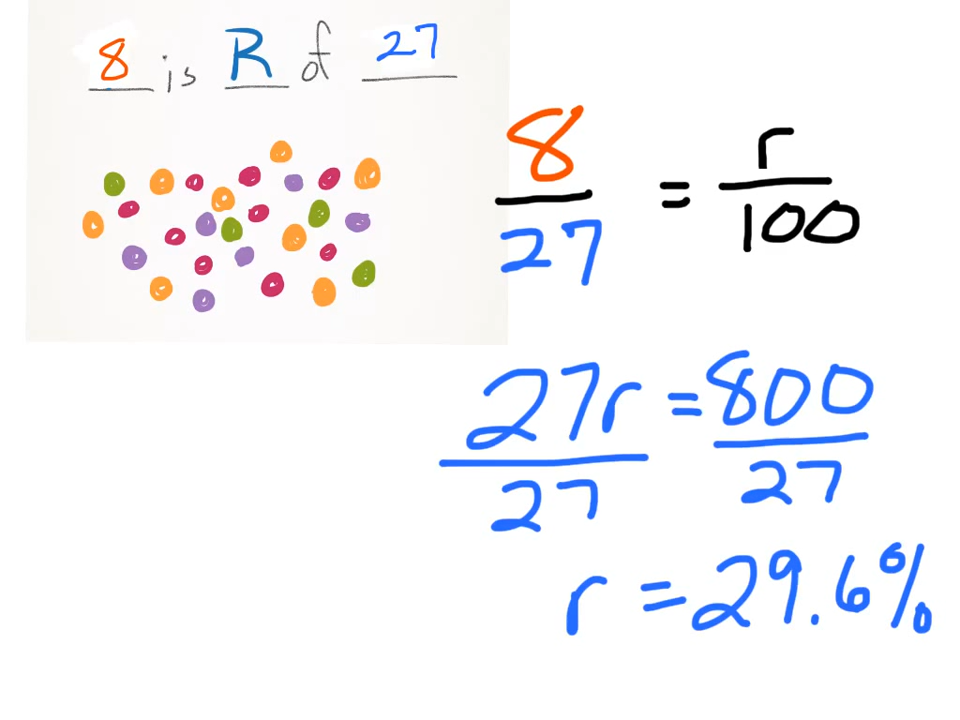 8 is R of 27
8/27 = r/100
27r/27 = 800/27
r = 29.6%